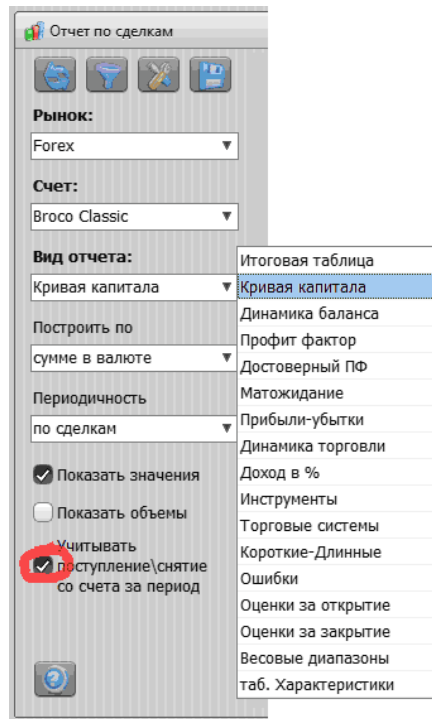 Отчет по сделкам
Рынок:
Forex
Счет:
Broco Classic
Вид отчета:
Кривая капитала
Построить по
сумме в валюте
Периодичность
по сделкам
Показать значения
Показать объемы
Учитывать
поступление\снятие
со счета за период
Итоговая таблица
Кривая капитала
Динамика баланса
Профит фактор
Достоверный ПФ
Матожидание
Прибыли-убытки
Динамика торговли
Доход в %
Инструменты
Торговые системы
Короткие-Длинные
Ошибки
Оценки за открытие
Оценки за закрытие
Весовые диапазоны
таб. Характеристики